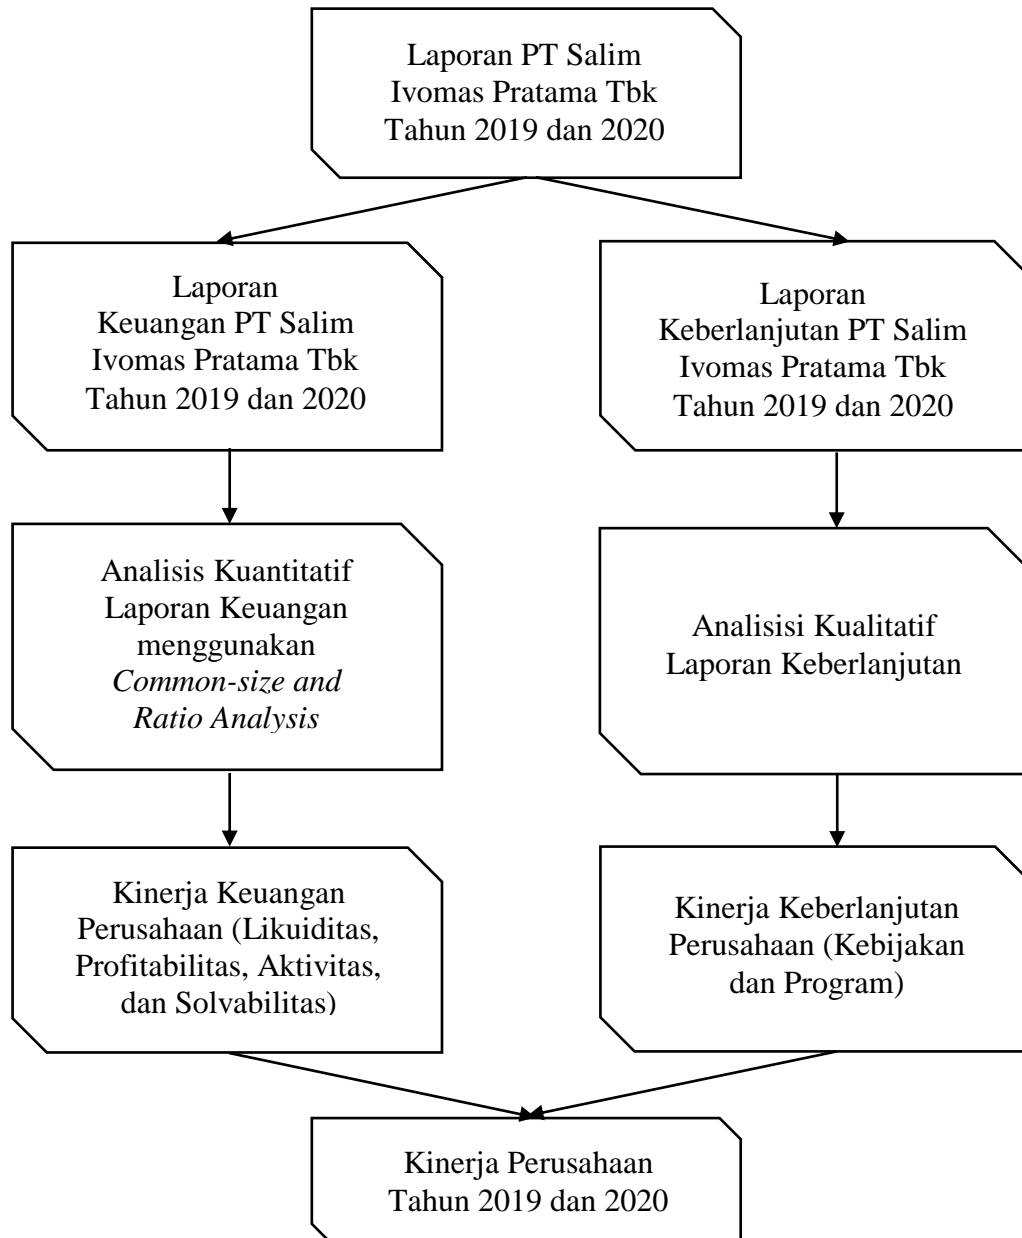 Laporan PT Salim
Ivomas Pratama Tbk
Tahun 2019 dan 2020
Laporan
Keuangan PT Salim
Ivomas Pratama Tbk
Tahun 2019 dan 2020
Laporan
Keberlanjutan PT Salim
Ivomas Pratama Tbk
Tahun 2019 dan 2020
Analisis Kuantitatif
Laporan Keuangan
menggunakan
Common-size and
Ratio Analysis
Analisisi Kualitatif
Laporan Keberlanjutan
Kinerja Keuangan
Perusahaan (Likuiditas,
Profitabilitas, Aktivitas,
dan Solvabilitas)
Kinerja Keberlanjutan
Perusahaan (Kebijakan
dan Program)
Kinerja Perusahaan
Tahun 2019 dan 2020